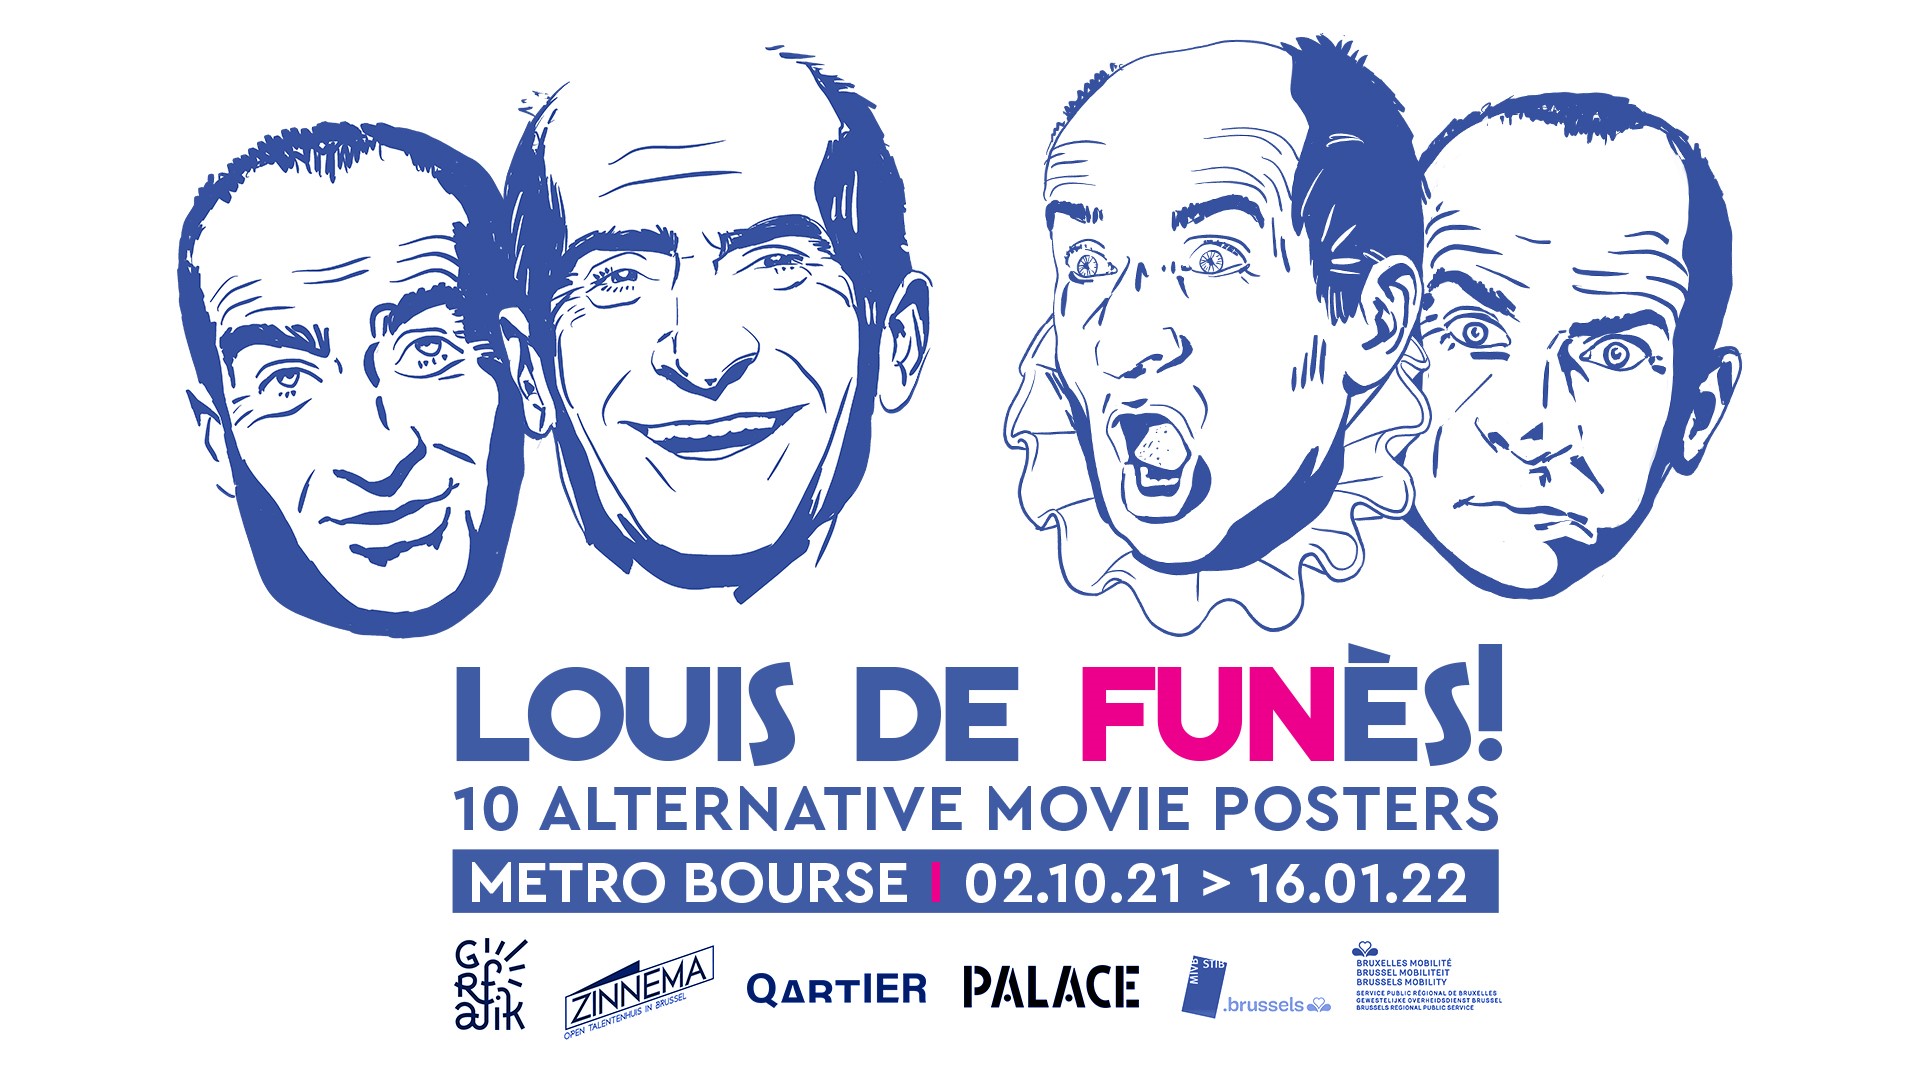 LOUIS DE FUNÈS!
10 ALTERNATIVE MOVIE POSTERS
METRO BOURSE | 02.10.21 > 16.01.22
GRafik
ZINNEMA
OPEN TALENTENHUIS IN BRUSSEL
QARTIER
PALACE
MIVB STIB
.brussels
BRUXELLES MOBILITÉ
BRUSSEL MOBILITEIT
BRUSSELS MOBILITY
SERVICE PUBLIC RÉGIONAL DE BRUXELLES
GEWESTELIJKE OVERHEIDSDIENST BRUSSEL
BRUSSELS REGIONAL PUBLIC SERVICE